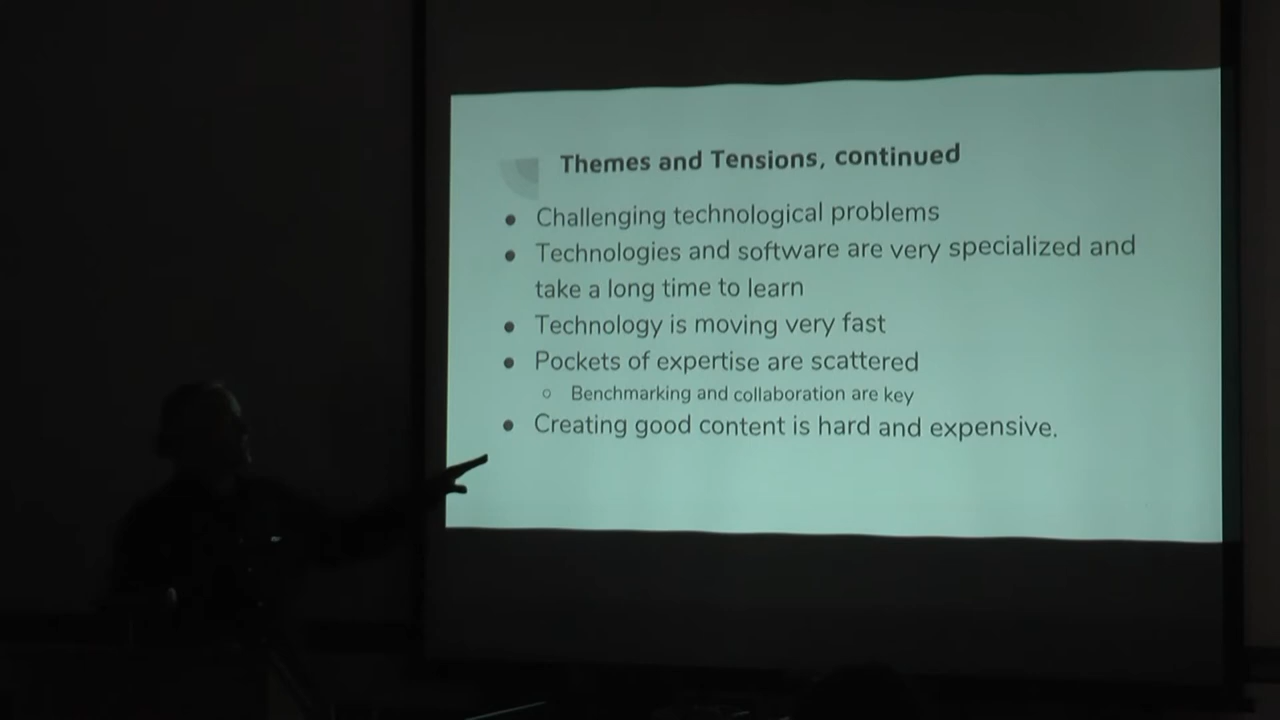 Themes and Tensions, continued
● Challenging technological problems
● Technologies and software are very specialized and
take a long time to learn
● Technology is moving very fast
● Pockets of expertise are scattered
○ Benchmarking and collaboration are key
● Creating good content is hard and expensive.